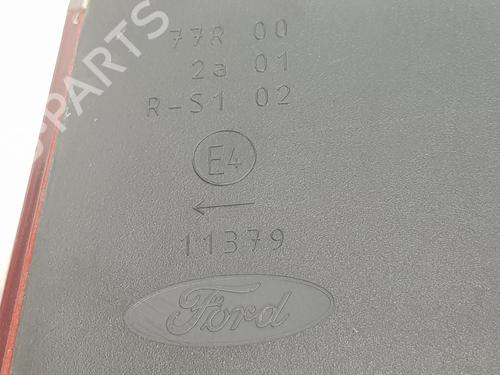 PARTS
77R 00
2a 01
R-S1 02
E4
←
11379
Ford